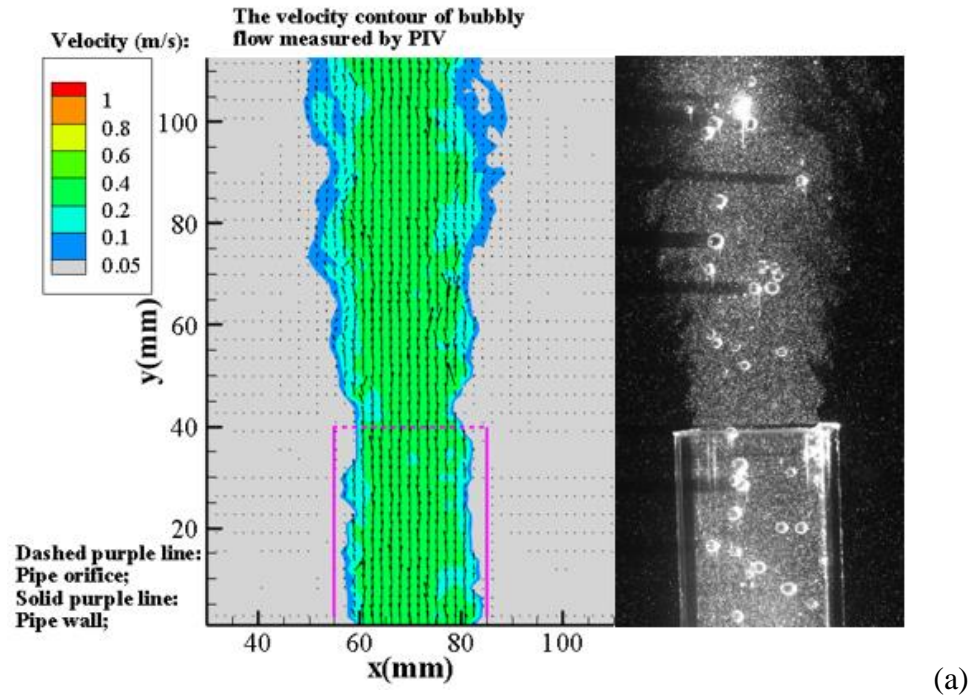 The velocity contour of bubbly
flow measured by PIV
Velocity (m/s):
1
0.8
0.6
0.4
0.2
0.1
0.05
y(mm)
100
80
60
40
20
Dashed purple line:
Pipe orifice;
Solid purple line:
Pipe wall;
40
60
80
100
x(mm)
(a)